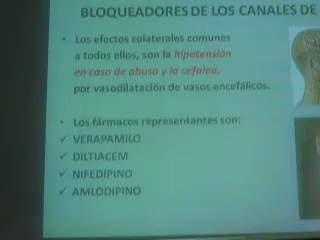 BLOQUEADORES DE LOS CANALES DE
• Los efectos colaterales comunes
a todos ellos, son la hipotensión
en caso de abuso y la cefalea,
por vasodilatación de vasos encefálicos.
• Los fármacos representantes son:
✓ VERAPAMILO
✓ DILTIACEM
✓ NIFEDIPINO
✓ AMLODIPINO